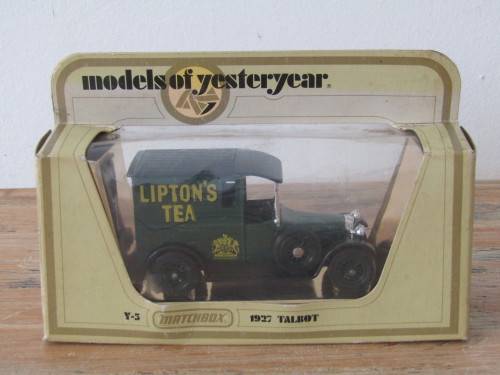 models of yesteryear
LIPTON'S
TEA
Y-5 MATCHBOX 1927 TALBOT